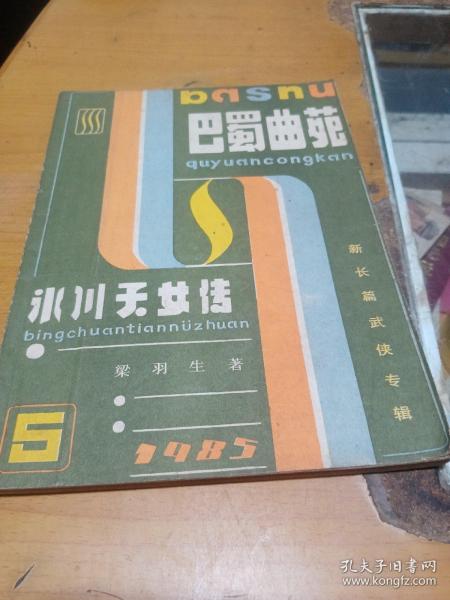 bashu
巴蜀曲苑
quyuancongkan
冰川天女传
bingchuantiannüzhuan
梁羽生著
新长篇武侠专辑
5
1985
孔夫子旧书网
www.kongfz.com